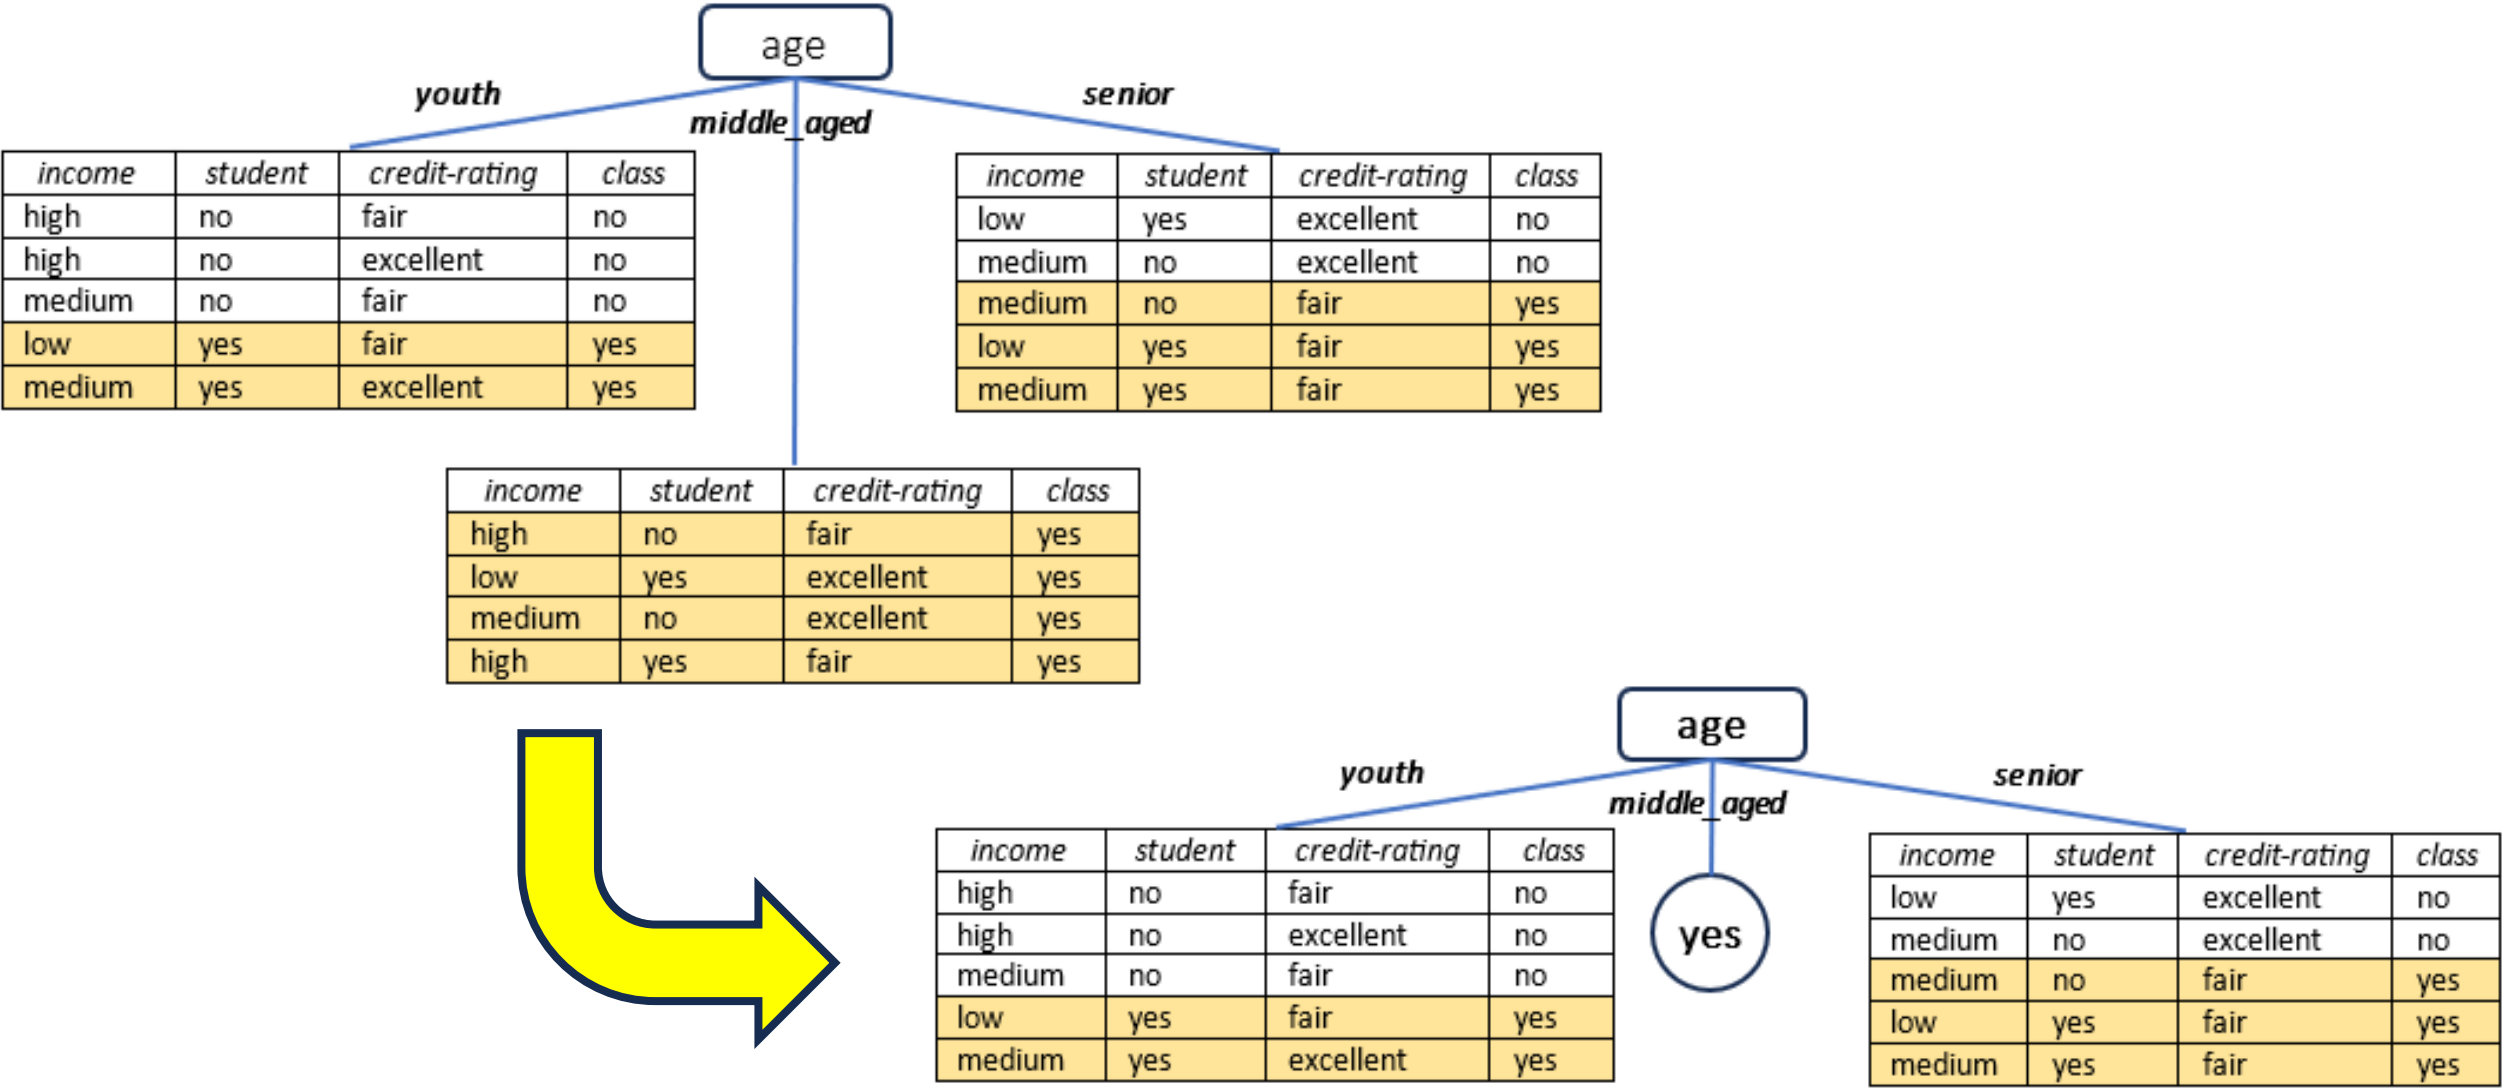 age
youth
senior
middle_aged
income student credit-rating class
high no fair no
high no excellent no
medium no fair no
low yes fair yes
medium yes excellent yes
income student credit-rating class
low yes excellent no
medium no excellent no
medium no fair yes
low yes fair yes
medium yes fair yes
income student credit-rating class
high no fair yes
low yes excellent yes
medium no excellent yes
high yes fair yes
age
youth
senior
middle_aged
income student credit-rating class
high no fair no
high no excellent no
medium no fair no
low yes fair yes
medium yes excellent yes
yes
income student credit-rating class
low yes excellent no
medium no excellent no
medium no fair yes
low yes fair yes
medium yes fair yes